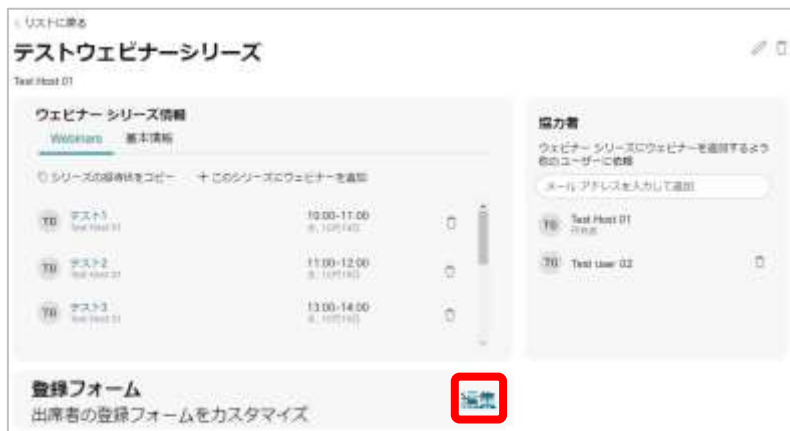 リストに戻る
テストウェビナーシリーズ
Test Host 01
ウェビナー シリーズ情報
Webinars 基本情報
シリーズの招待状をコピー ＋このシリーズにウェビナーを追加
TG テスト1 10:00-11:00
Test Host 01
TG テスト2 11:00-12:00
Test Host 01
TG テスト3 13:00-14:00
Test Host 01
協力者
ウェビナー シリーズにウェビナーを追加するよう
他のユーザーに依頼
メール アドレスを入力して追加
Test Host 01
Test User 02
登録フォーム
出席者の登録フォームをカスタマイズ
編集